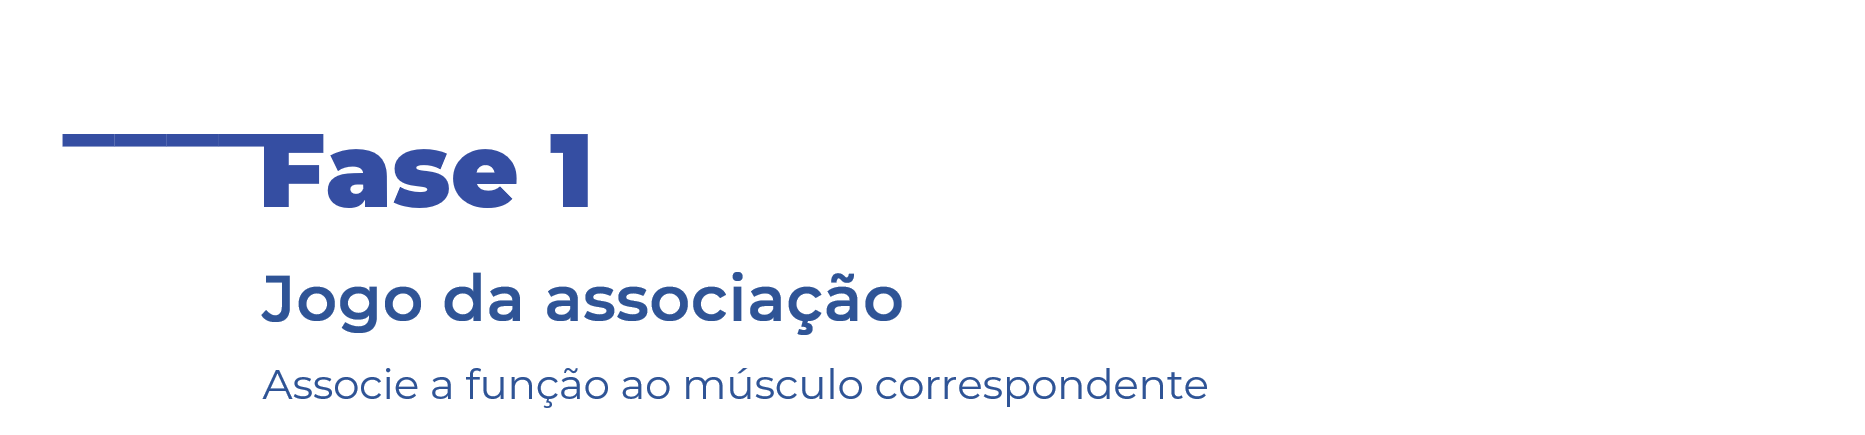 Fase 1
Jogo da associação
Associe a função ao músculo correspondente